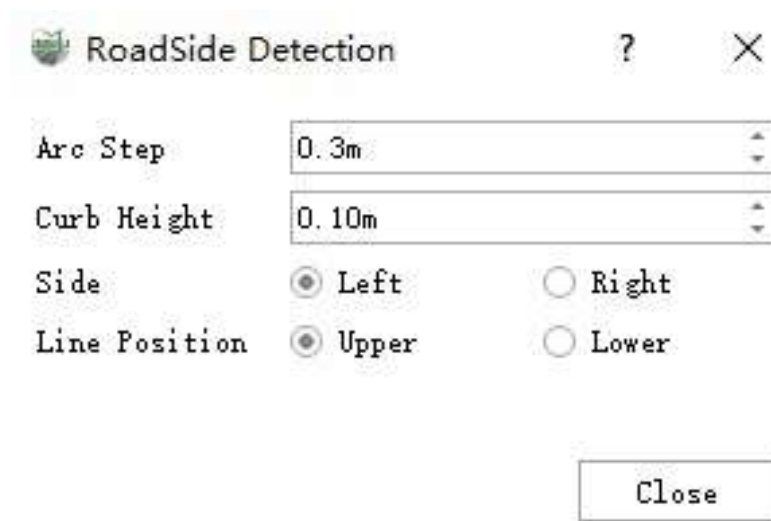 RoadSide Detection ?
Arc Step 0.3m
Curb Height 0.10m
Side Left Right
Line Position Upper Lower
Close